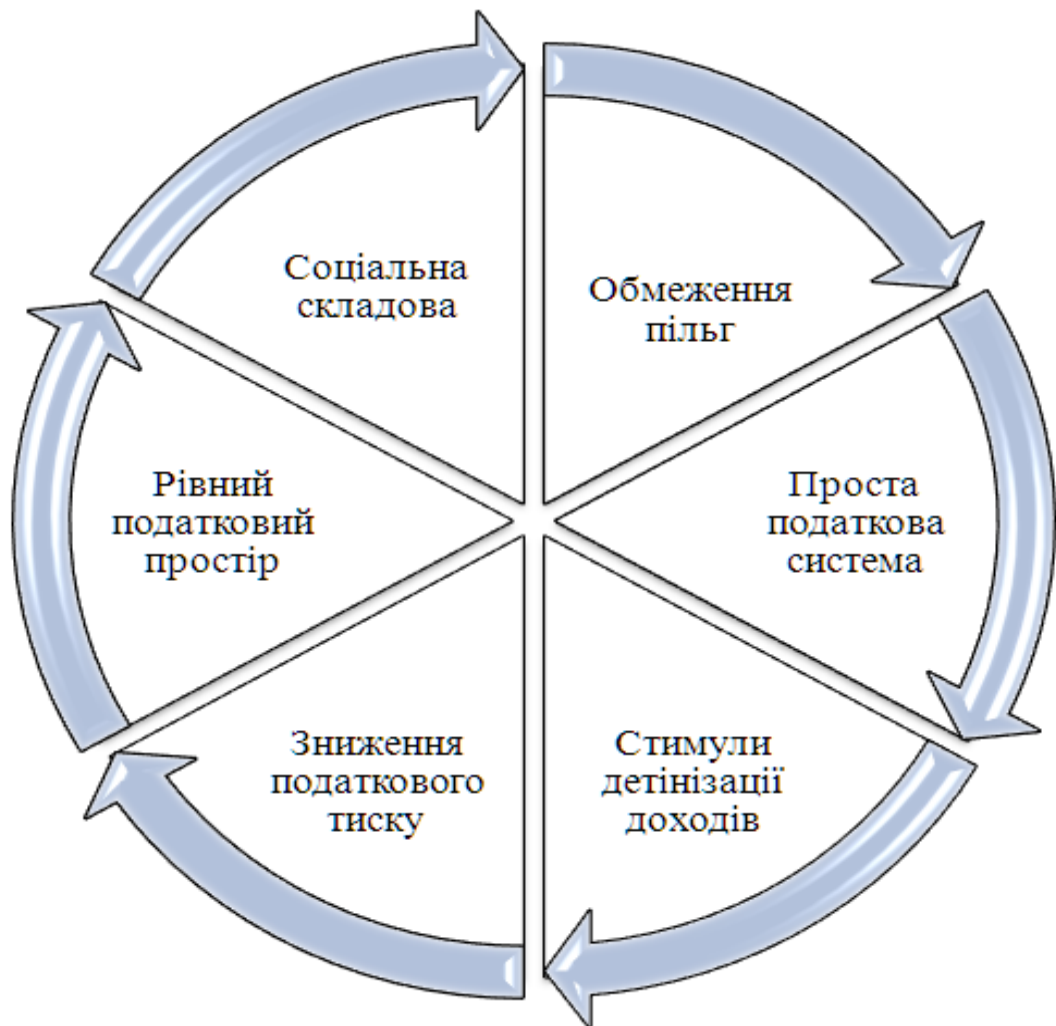 Соціальна
складова
Обмеження
пільг
Рівний
податковий
простір
Проста
податкова
система
Зниження
податкового
тиску
Стимули
детінізації
доходів